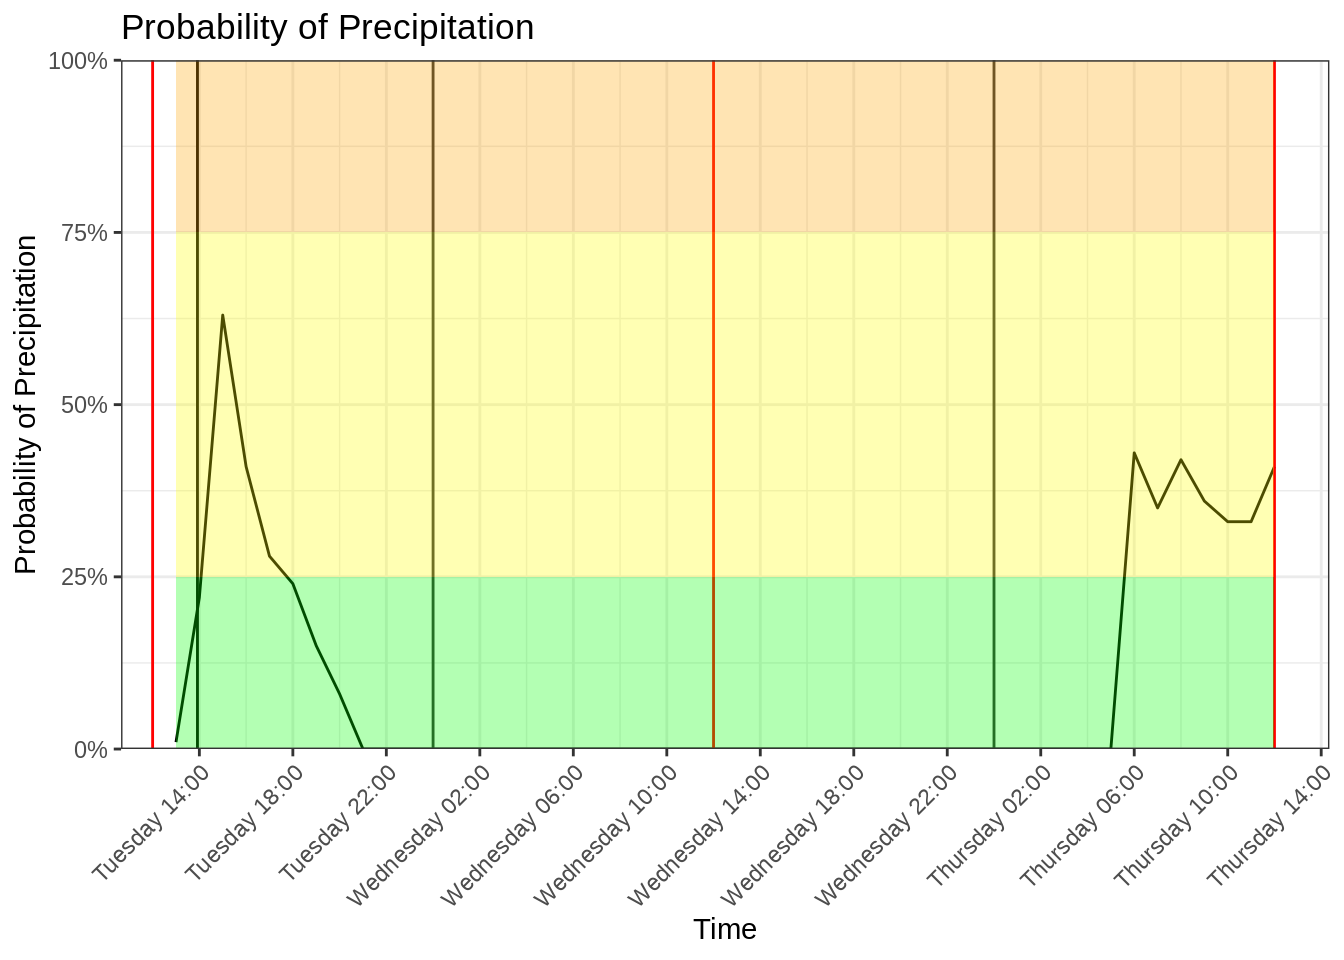 Probability of Precipitation
Probability of Precipitation
100%
75%
50%
25%
0%
Tuesday 14:00
Tuesday 18:00
Tuesday 22:00
Wednesday 02:00
Wednesday 06:00
Wednesday 10:00
Wednesday 14:00
Wednesday 18:00
Wednesday 22:00
Thursday 02:00
Thursday 06:00
Thursday 10:00
Thursday 14:00
Time